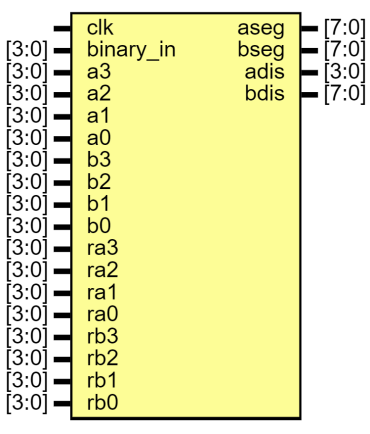 clk aseg [7:0]
[3:0] binary_in bseg [7:0]
[3:0] a3 adis [3:0]
[3:0] a2 bdis [7:0]
[3:0] a1
[3:0] a0
[3:0] b3
[3:0] b2
[3:0] b1
[3:0] b0
[3:0] ra3
[3:0] ra2
[3:0] ra1
[3:0] ra0
[3:0] rb3
[3:0] rb2
[3:0] rb1
[3:0] rb0